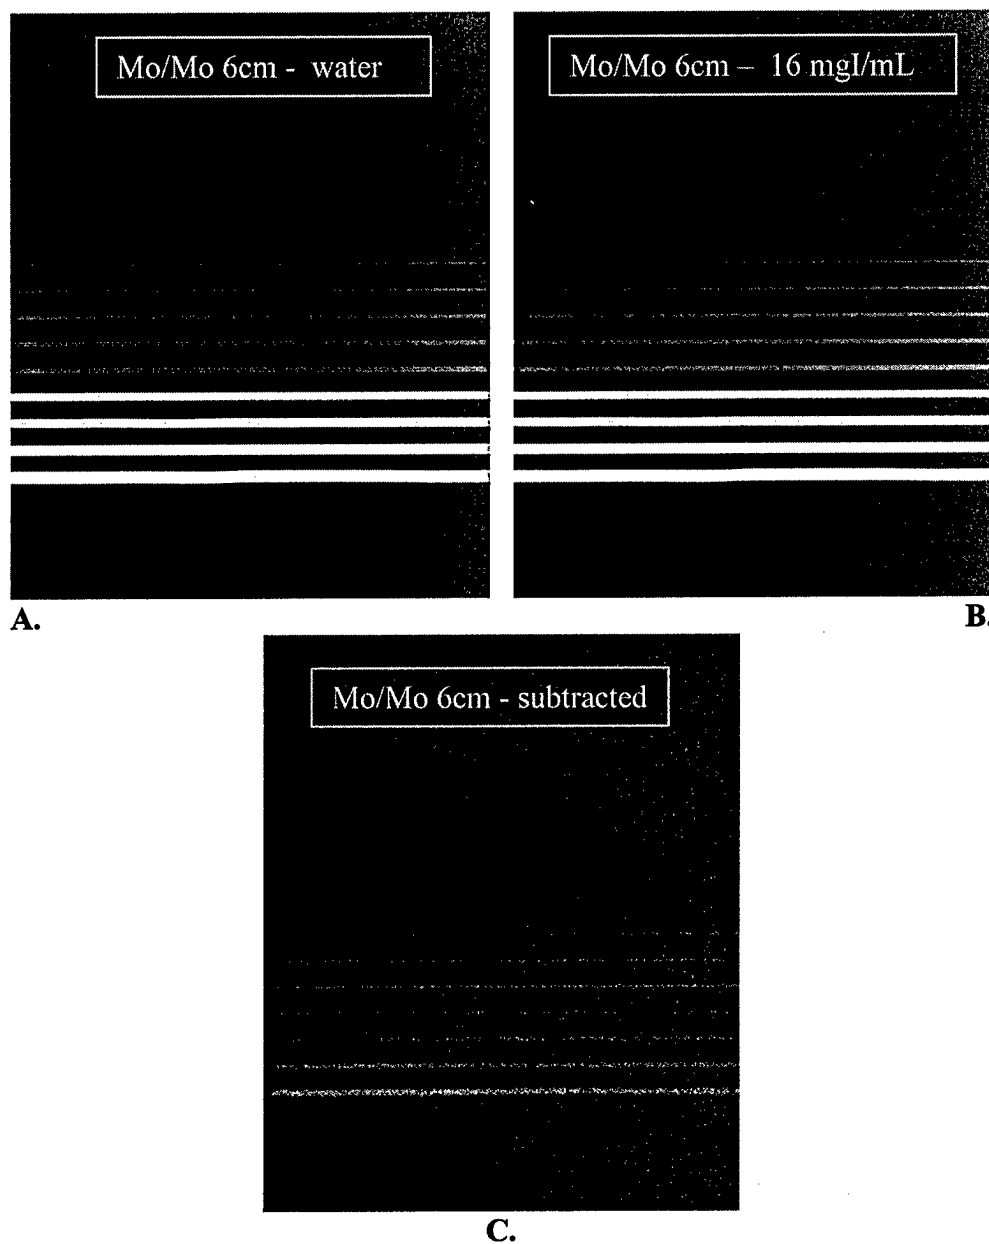 Mo/Mo 6cm - water
Mo/Mo 6cm – 16 mgI/mL
A.
B.
Mo/Mo 6cm - subtracted
C.